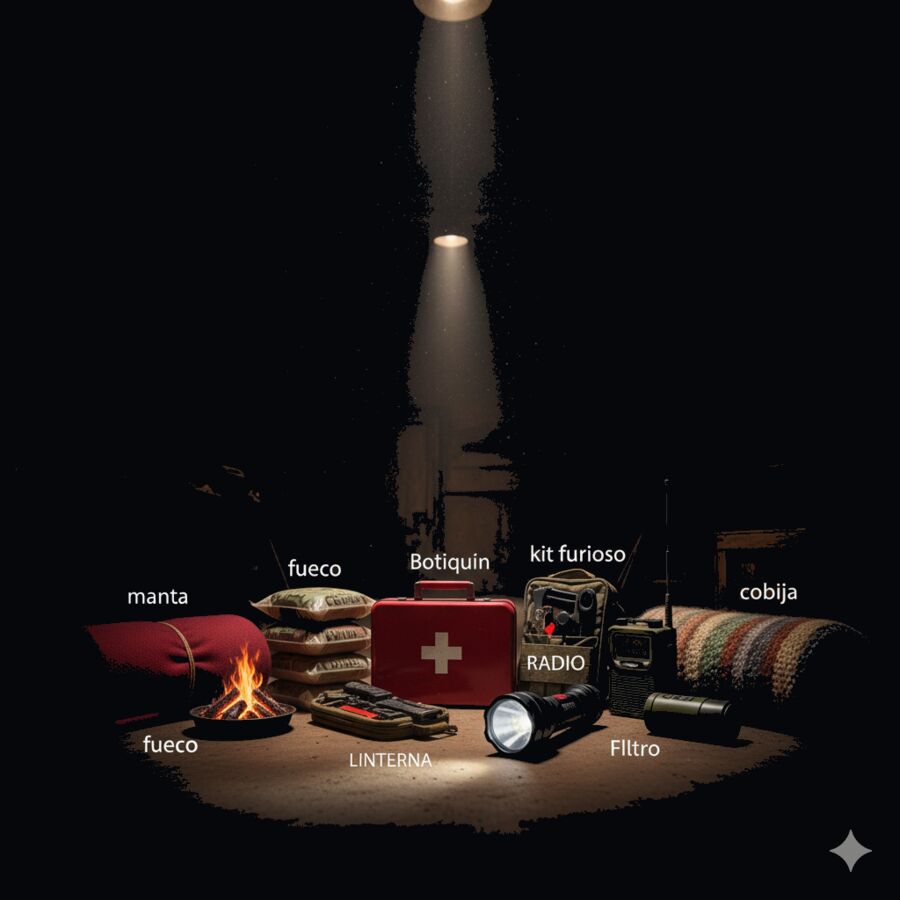 kit furioso
Botiquín
fueco
cobija
manta
RADIO
fueco
FIltro
LINTERNA